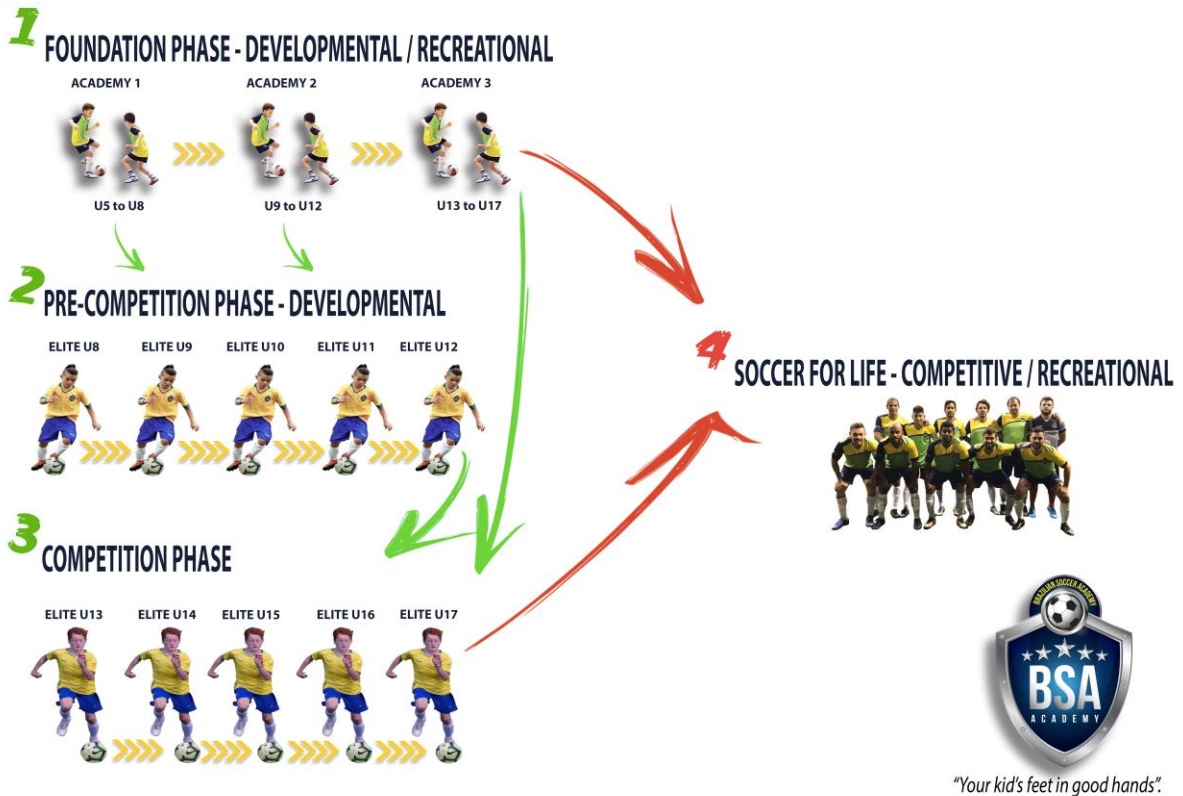 1
FOUNDATION PHASE - DEVELOPMENTAL / RECREATIONAL
ACADEMY 1
ACADEMY 2
ACADEMY 3
U5 to U8
U9 to U12
U13 to U17
2
PRE-COMPETITION PHASE - DEVELOPMENTAL
ELITE U8
ELITE U9
ELITE U10
ELITE U11
ELITE U12
3
COMPETITION PHASE
ELITE U13
ELITE U14
ELITE U15
ELITE U16
ELITE U17
4
SOCCER FOR LIFE - COMPETITIVE / RECREATIONAL
BRAZILIAN SOCCER ACADEMY
BSA
ACADEMY
"Your kid's feet in good hands".